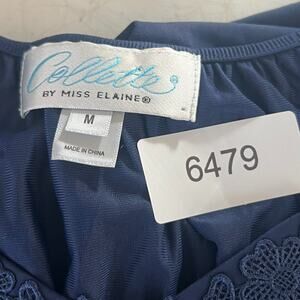 Collette
BY MISS ELAINE®
M
MADE IN CHINA
6479